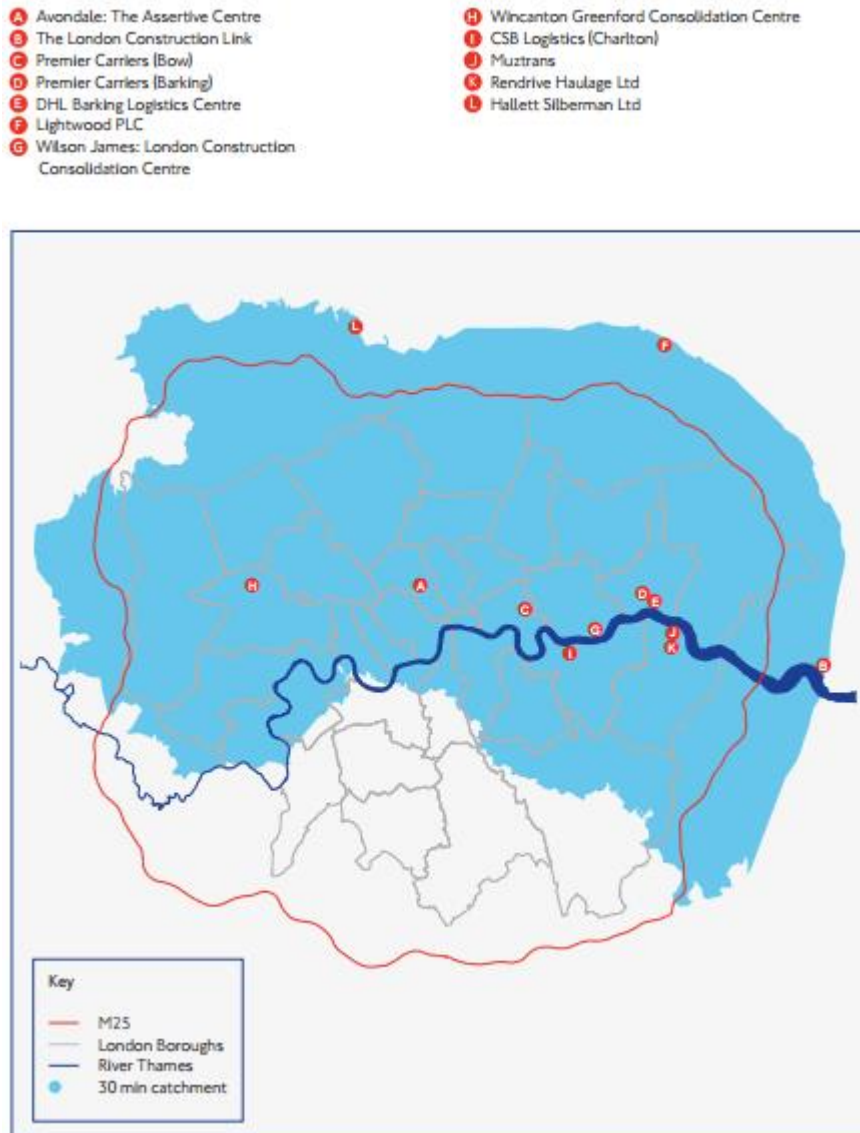 A Avondale: The Assertive Centre
B The London Construction Link
C Premier Carriers (Bow)
D Premier Carriers (Barking)
E DHL Barking Logistics Centre
F Lightwood PLC
G Wilson James: London Construction
Consolidation Centre
H Wincanton Greenford Consolidation Centre
I CSB Logistics (Charlton)
J Muztrans
K Rendrive Haulage Ltd
L Hallett Silberman Ltd
L
F
H
A
C
D
E
G
I
J
K
B
Key
M25
London Boroughs
River Thames
30 min catchment